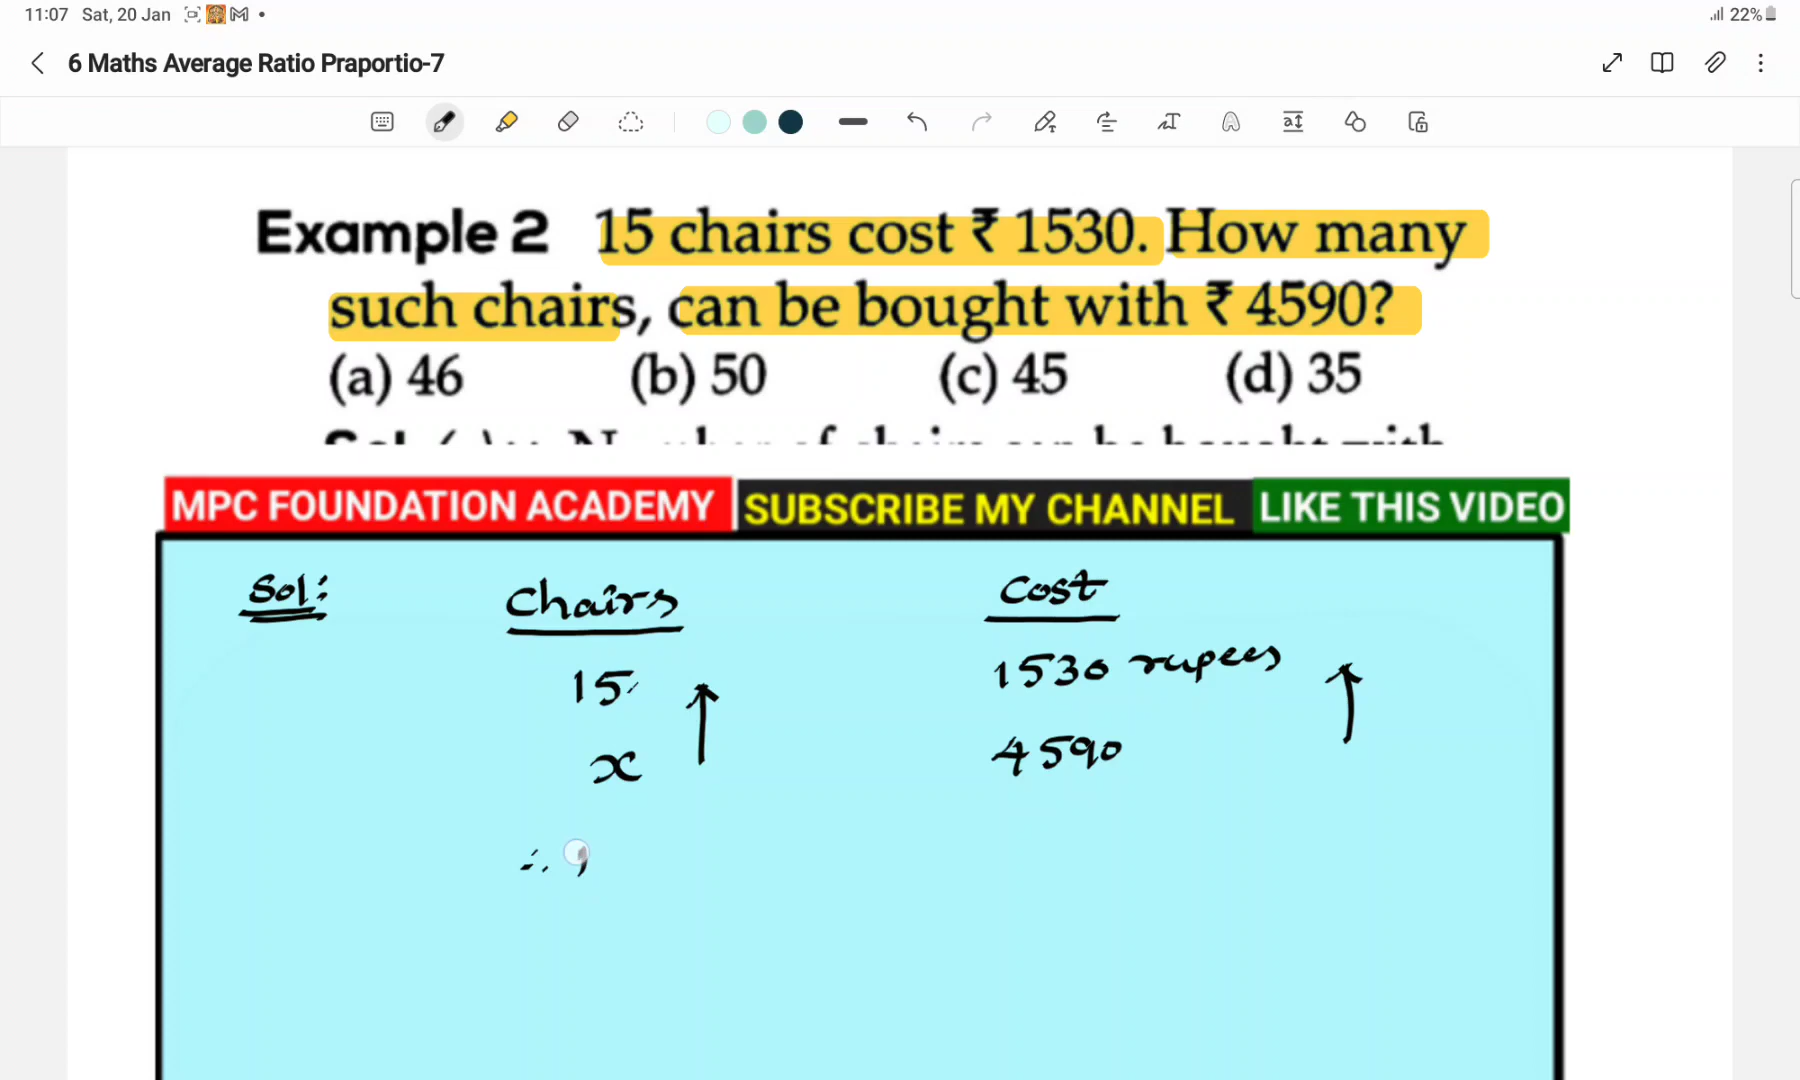 11:07 Sat, 20 Jan
22%
6 Maths Average Ratio Praportio-7
Example 2 15 chairs cost ₹ 1530. How many
such chairs, can be bought with ₹ 4590?
(a) 46 (b) 50 (c) 45 (d) 35
MPC FOUNDATION ACADEMY SUBSCRIBE MY CHANNEL LIKE THIS VIDEO
Sol: Chairs Cost
15 1530 rupees
x 4590
∴